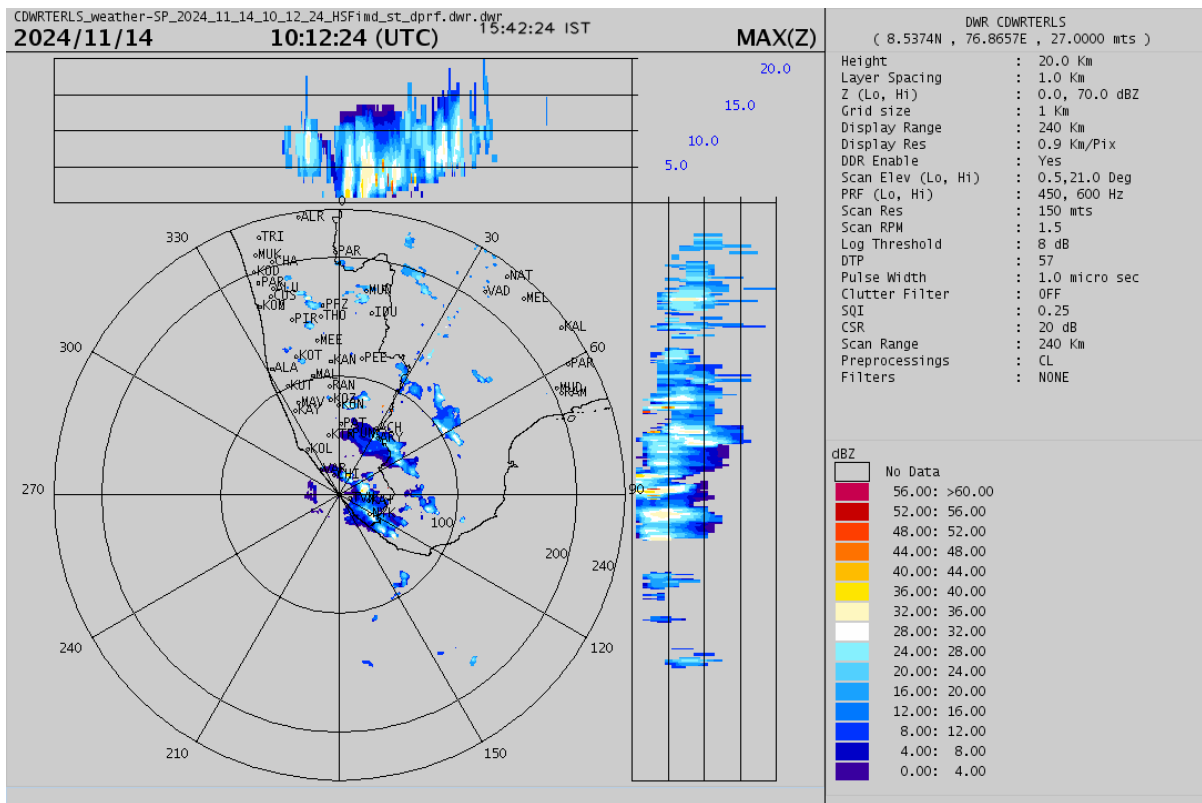 CDWRTERLS_weather-SP_2024_11_14_10_12_24_HSFimd_st_dprf.dwr.dwr
2024/11/14 10:12:24 (UTC) 15:42:24 IST MAX(Z)
20.0
15.0
10.0
5.0
0
330
30
300
60
270
90
240
120
210
150
100
200
240
ALR
TRI
MUK
CHA
KOD
PAR
PAR
CUS
KOM
PFZ
THO
PIR
MUN
IDU
NAT
VAD
MEL
KAL
PAR
MUD
RAM
MEE
KOT
KAN
PEE
ALA
MAL
KUT
RAN
MAV
KOZ
KAY
KON
PAT
ACH
KOL
VAR
DWR CDWRTERLS
( 8.5374N , 76.8657E , 27.0000 mts )
Height : 20.0 Km
Layer Spacing : 1.0 Km
Z (Lo, Hi) : 0.0, 70.0 dBZ
Grid size : 1 Km
Display Range : 240 Km
Display Res : 0.9 Km/Pix
DDR Enable : Yes
Scan Elev (Lo, Hi) : 0.5,21.0 Deg
PRF (Lo, Hi) : 450, 600 Hz
Scan Res : 150 mts
Scan RPM : 1.5
Log Threshold : 8 dB
DTP : 57
Pulse Width : 1.0 micro sec
Clutter Filter : OFF
SQI : 0.25
CSR : 20 dB
Scan Range : 240 Km
Preprocessings : CL
Filters : NONE
dBZ
No Data
56.00: >60.00
52.00: 56.00
48.00: 52.00
44.00: 48.00
40.00: 44.00
36.00: 40.00
32.00: 36.00
28.00: 32.00
24.00: 28.00
20.00: 24.00
16.00: 20.00
12.00: 16.00
8.00: 12.00
4.00: 8.00
0.00: 4.00